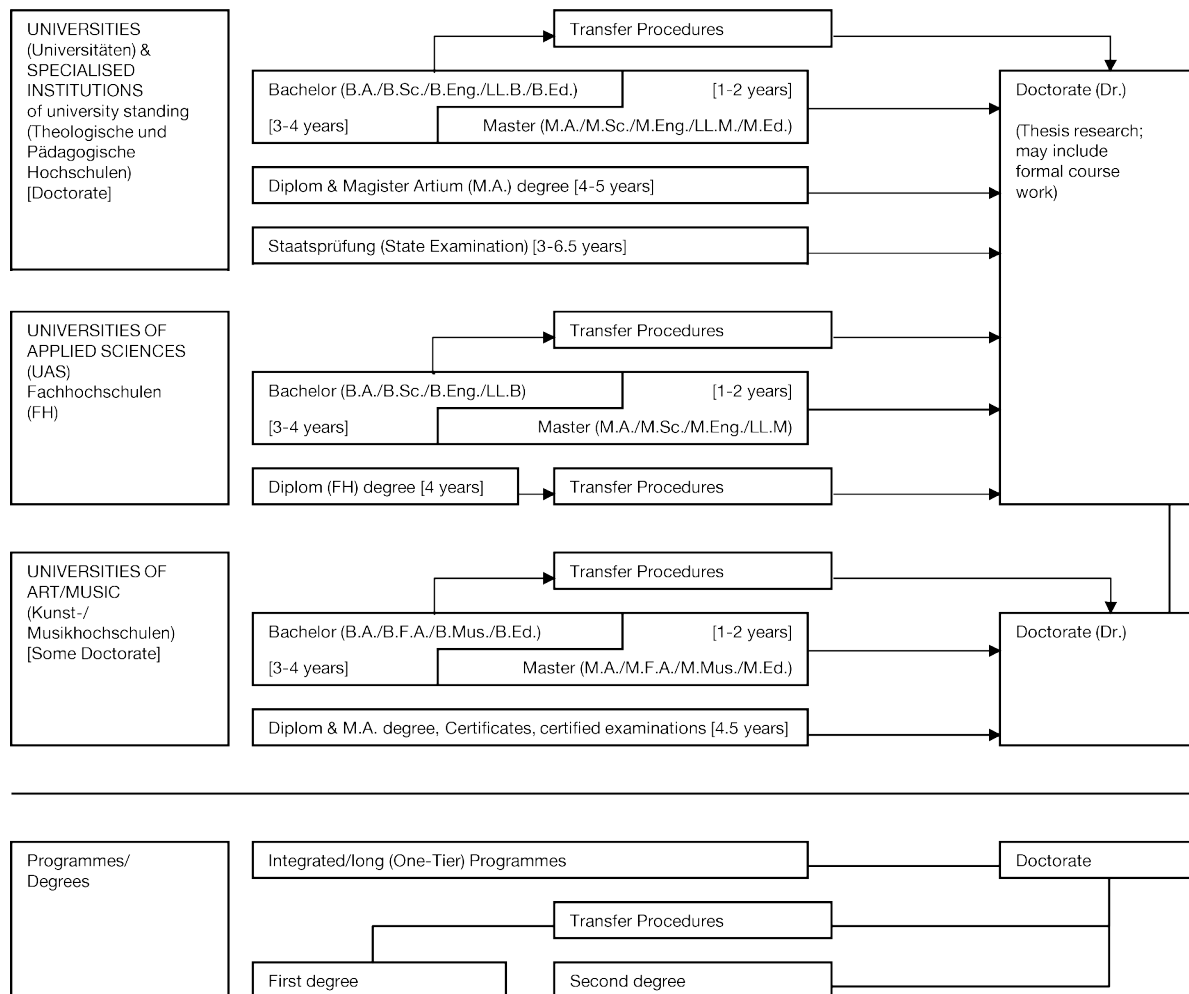 UNIVERSITIES
(Universitäten) &
SPECIALISED
INSTITUTIONS
of university standing
(Theologische und
Pädagogische
Hochschulen)
[Doctorate]
Transfer Procedures
Bachelor (B.A./B.Sc./B.Eng./LL.B./B.Ed.) [1-2 years]
[3-4 years] Master (M.A./M.Sc./M.Eng./LL.M./M.Ed.)
Diplom & Magister Artium (M.A.) degree [4-5 years]
Staatsprüfung (State Examination) [3-6.5 years]
Doctorate (Dr.)
(Thesis research;
may include
formal course
work)
UNIVERSITIES OF
APPLIED SCIENCES
(UAS)
Fachhochschulen
(FH)
Transfer Procedures
Bachelor (B.A./B.Sc./B.Eng./LL.B) [1-2 years]
[3-4 years] Master (M.A./M.Sc./M.Eng./LL.M)
Diplom (FH) degree [4 years] Transfer Procedures
UNIVERSITIES OF
ART/MUSIC
(Kunst-/
Musikhochschulen)
[Some Doctorate]
Transfer Procedures
Bachelor (B.A./B.F.A./B.Mus./B.Ed.) [1-2 years]
[3-4 years] Master (M.A./M.F.A./M.Mus./M.Ed.)
Diplom & M.A. degree, Certificates, certified examinations [4.5 years]
Doctorate (Dr.)
Programmes/
Degrees
Integrated/long (One-Tier) Programmes
Doctorate
Transfer Procedures
First degree Second degree